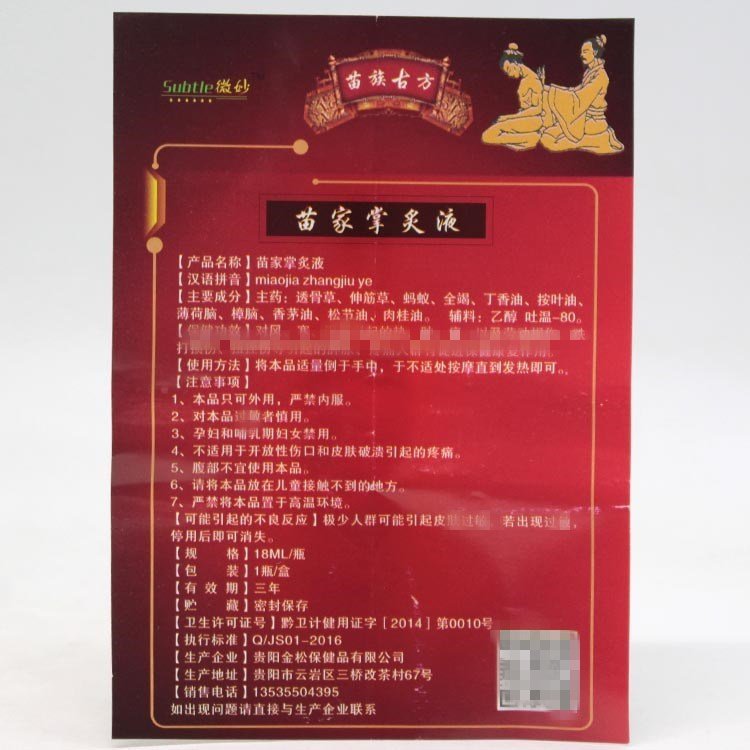 Subtle微妙
苗族古方
苗家掌灸液
【产品名称】苗家掌灸液
【汉语拼音】miaojia zhangjiu ye
【主要成分】主药：透骨草、伸筋草、蚂蚁、全竭、丁香油、按叶油、
薄荷脑、樟脑、香茅油、松节油、肉桂油。 辅料：乙醇 吐温-80。
【保健功效】对风、寒
【使用方法】将本品适量倒于手中，于不适处按摩直到发热即可。
【注意事项】
1、本品只可外用，严禁内服。
2、对本品过敏者慎用。
3、孕妇和哺乳期妇女禁用。
4、不适用于开放性伤口和皮肤破溃引起的疼痛。
5、腹部不宜使用本品。
6、请将本品放在儿童接触不到的地方。
7、严禁将本品置于高温环境。
【可能引起的不良反应】极少人群可能引起皮肤过敏，若出现过敏，
停用后即可消失。
【规 格】18ML/瓶
【包 装】1瓶/盒
【有 效 期】三年
【贮 藏】密封保存
【卫生许可证号】黔卫计健用证字［2014］第0010号
【执行标准】Q/JS01-2016
【生产企业】贵阳金松保健品有限公司
【生产地址】贵阳市云岩区三桥改茶村67号
【销售电话】13535504395
如出现问题请直接与生产企业联系